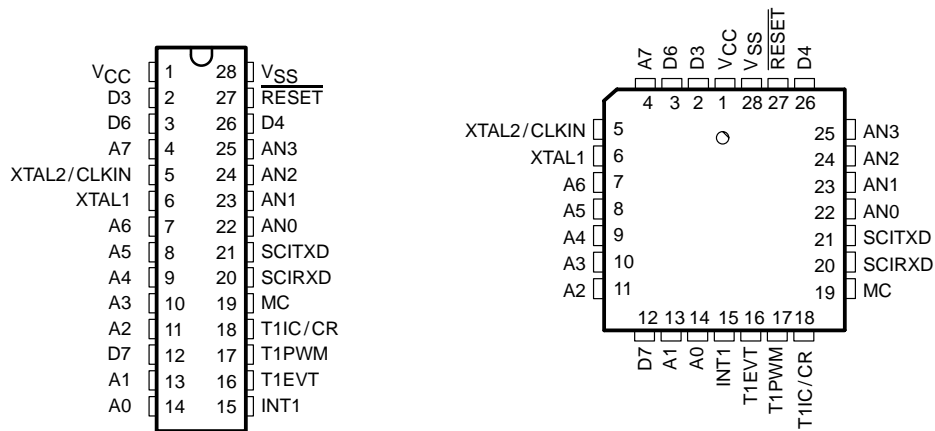 VCC 1 28 VSS
D3 2 27 RESET
D6 3 26 D4
A7 4 25 AN3
XTAL2/CLKIN 5 24 AN2
XTAL1 6 23 AN1
A6 7 22 AN0
A5 8 21 SCITXD
A4 9 20 SCIRXD
A3 10 19 MC
A2 11 18 T1IC/CR
D7 12 17 T1PWM
A1 13 16 T1EVT
A0 14 15 INT1
A7 D6 D3 VCC VSS RESET D4
4 3 2 1 28 27 26
XTAL2/CLKIN 5 25 AN3
XTAL1 6 24 AN2
A6 7 23 AN1
A5 8 22 AN0
A4 9 21 SCITXD
A3 10 20 SCIRXD
A2 11 19 MC
12 13 14 15 16 17 18
D7 A1 A0 INT1 T1EVT T1PWM T1IC/CR